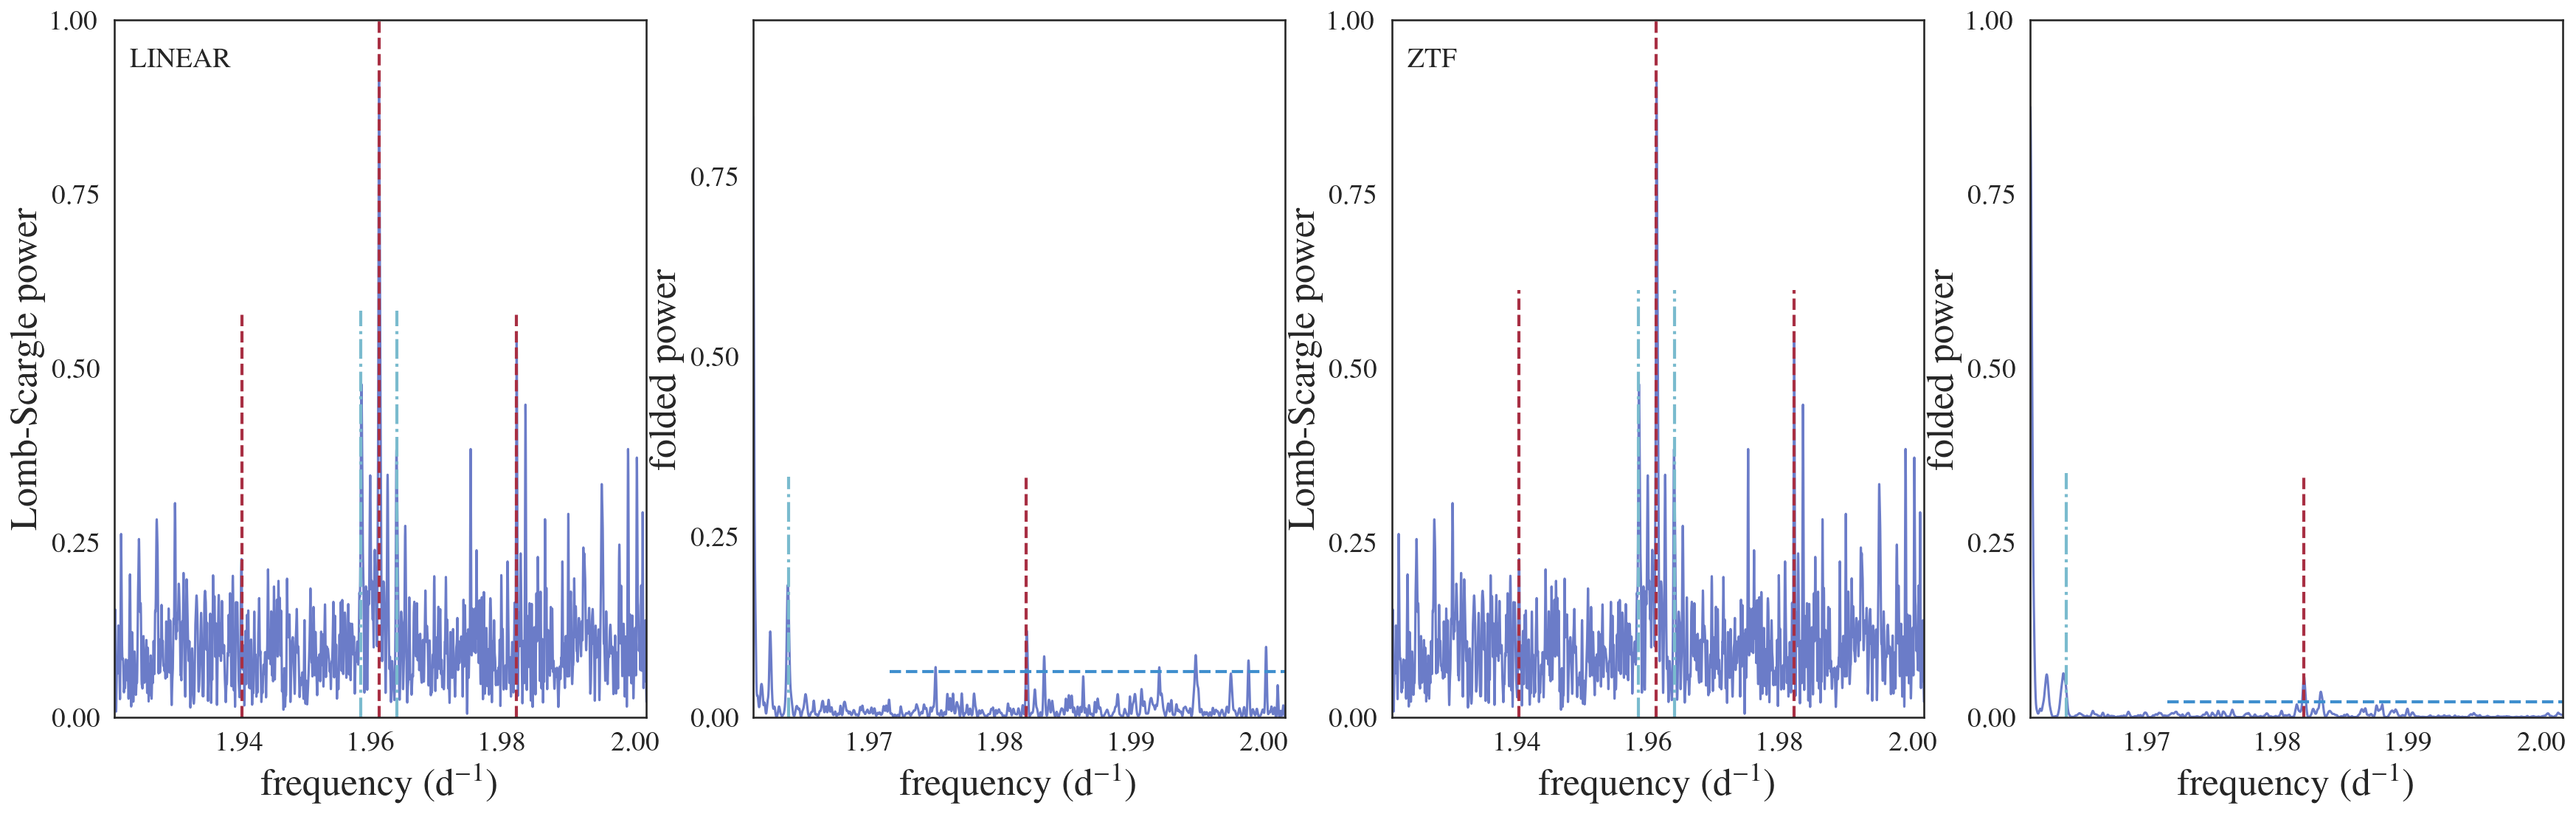 LINEAR
Lomb-Scargle power
1.00
0.75
0.50
0.25
0.00
1.94 1.96 1.98 2.00
frequency (d⁻¹)
folded power
0.75
0.50
0.25
0.00
1.97 1.98 1.99 2.00
frequency (d⁻¹)
ZTF
Lomb-Scargle power
1.00
0.75
0.50
0.25
0.00
1.94 1.96 1.98 2.00
frequency (d⁻¹)
folded power
1.00
0.75
0.50
0.25
0.00
1.97 1.98 1.99 2.00
frequency (d⁻¹)